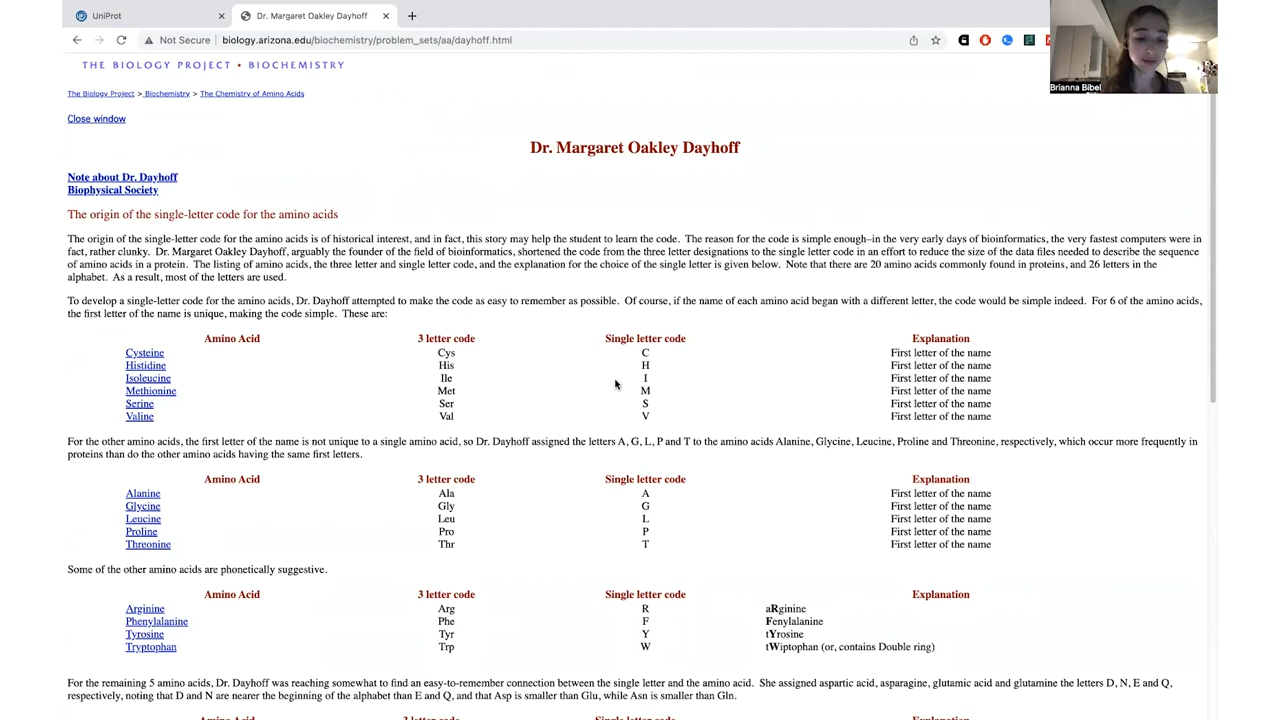 UniProt
Dr. Margaret Oakley Dayhoff
Not Secure biology.arizona.edu/biochemistry/problem_sets/aa/dayhoff.html
Brianna Bibel
THE BIOLOGY PROJECT • BIOCHEMISTRY
The Biology Project > Biochemistry > The Chemistry of Amino Acids
Close window
Dr. Margaret Oakley Dayhoff
Note about Dr. Dayhoff
Biophysical Society
The origin of the single-letter code for the amino acids
The origin of the single-letter code for the amino acids is of historical interest, and in fact, this story may help the student to learn the code. The reason for the code is simple enough–in the very early days of bioinformatics, the very fastest computers were in
fact, rather clunky. Dr. Margaret Oakley Dayhoff, arguably the founder of the field of bioinformatics, shortened the code from the three letter designations to the single letter code in an effort to reduce the size of the data files needed to describe the sequence
of amino acids in a protein. The listing of amino acids, the three letter and single letter code, and the explanation for the choice of the single letter is given below. Note that there are 20 amino acids commonly found in proteins, and 26 letters in the
alphabet. As a result, most of the letters are used.
To develop a single-letter code for the amino acids, Dr. Dayhoff attempted to make the code as easy to remember as possible. Of course, if the name of each amino acid began with a different letter, the code would be simple indeed. For 6 of the amino acids,
the first letter of the name is unique, making the code simple. These are:
Amino Acid 3 letter code Single letter code Explanation
Cysteine Cys C First letter of the name
Histidine His H First letter of the name
Isoleucine Ile I First letter of the name
Methionine Met M First letter of the name
Serine Ser S First letter of the name
Valine Val V First letter of the name
For the other amino acids, the first letter of the name is not unique to a single amino acid, so Dr. Dayhoff assigned the letters A, G, L, P and T to the amino acids Alanine, Glycine, Leucine, Proline and Threonine, respectively, which occur more frequently in
proteins than do the other amino acids having the same first letters.
Amino Acid 3 letter code Single letter code Explanation
Alanine Ala A First letter of the name
Glycine Gly G First letter of the name
Leucine Leu L First letter of the name
Proline Pro P First letter of the name
Threonine Thr T First letter of the name
Some of the other amino acids are phonetically suggestive.
Amino Acid 3 letter code Single letter code Explanation
Arginine Arg R aRginine
Phenylalanine Phe F Fenylalanine
Tyrosine Tyr Y tYrosine
Tryptophan Trp W tWiptophan (or, contains Double ring)
For the remaining 5 amino acids, Dr. Dayhoff was reaching somewhat to find an easy-to-remember connection between the single letter and the amino acid. She assigned aspartic acid, asparagine, glutamic acid and glutamine the letters D, N, E and Q,
respectively, noting that D and N are nearer the beginning of the alphabet than E and Q, and that Asp is smaller than Glu, while Asn is smaller than Gln.
Amino Acid 3 letter code Single letter code Explanation